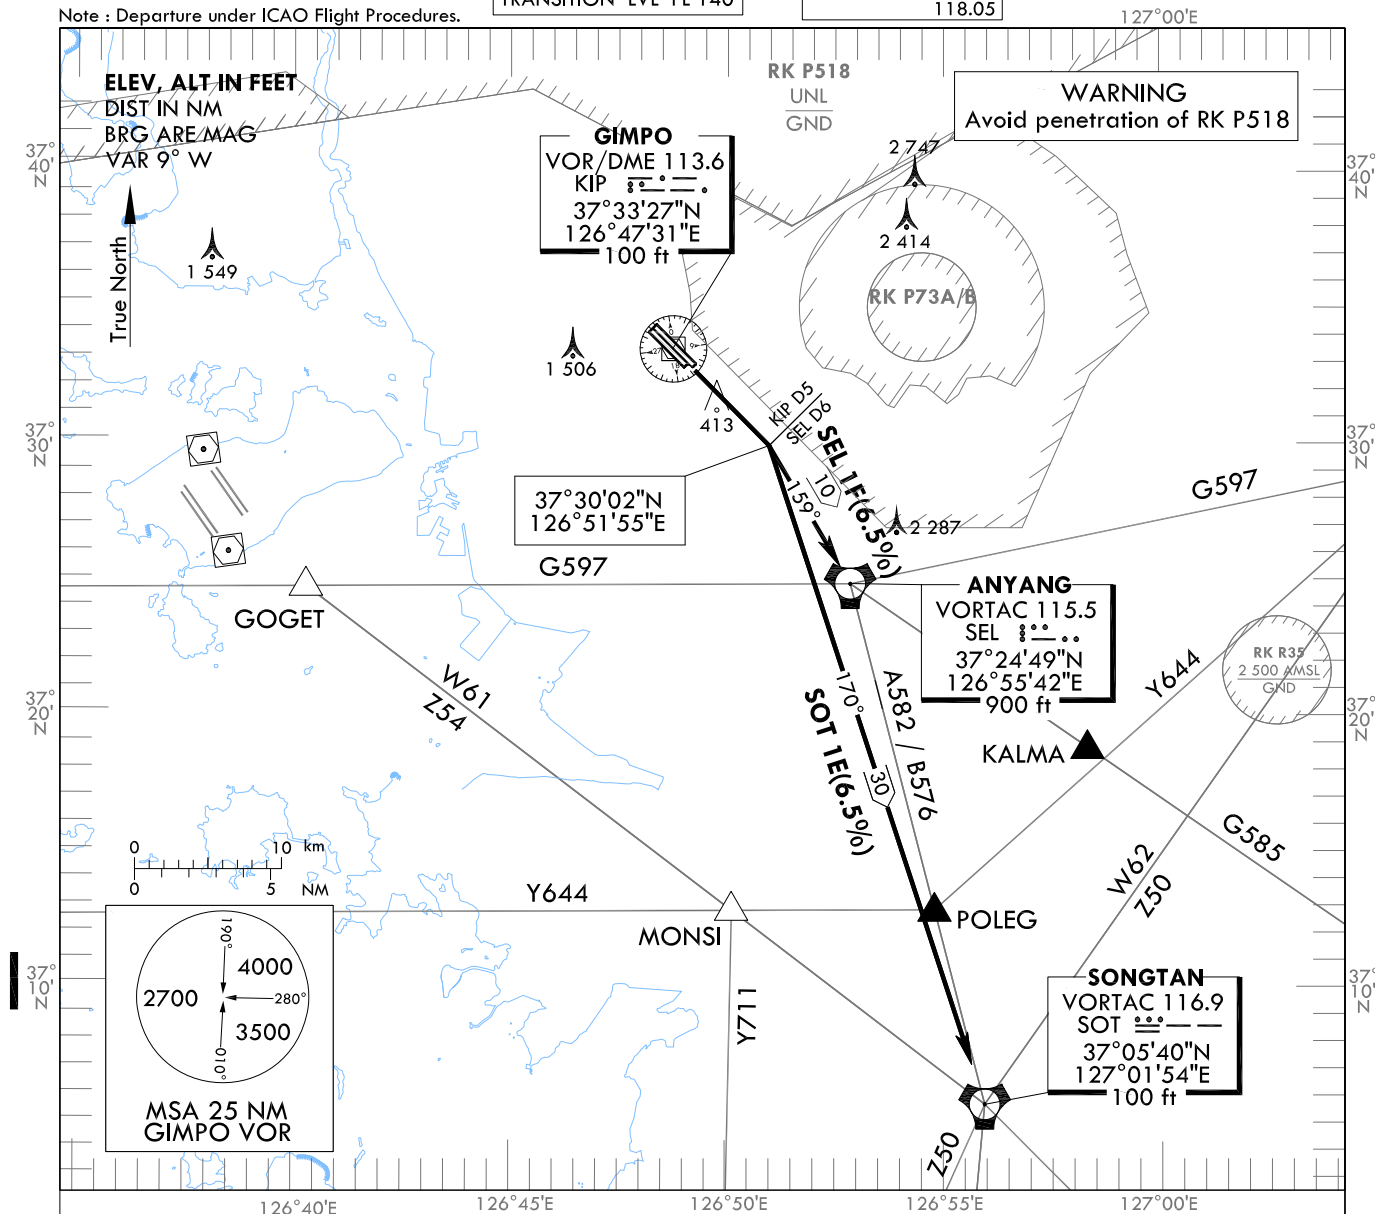 Note : Departure under ICAO Flight Procedures.
118.05
127°00'E
ELEV, ALT IN FEET
DIST IN NM
BRG ARE MAG
VAR 9° W
True North
RK P518
UNL
GND
WARNING
Avoid penetration of RK P518
GIMPO
VOR/DME 113.6
KIP
37°33'27"N
126°47'31"E
100 ft
37°
40'
N
37°
40'
N
2 747
2 414
1 549
1 506
RK P73A/B
413
KIP D5
SEL D6
SEL 1F(6.5%)
10
159°
2 287
37°
30'
N
37°
30'
N
37°30'02"N
126°51'55"E
G597
G597
GOGET
ANYANG
VORTAC 115.5
SEL
37°24'49"N
126°55'42"E
900 ft
RK R35
2 500 AMSL
GND
W61
Z54
170°
SOT 1E(6.5%)
30
A582 / B576
Y644
KALMA
37°
20'
N
37°
20'
N
G585
W62
Z50
0 10 km
0 5 NM
Y644
MONSI
POLEG
Y711
190°
4000
2700
280°
3500
010°
MSA 25 NM
GIMPO VOR
37°
10'
N
37°
10'
N
SONGTAN
VORTAC 116.9
SOT
37°05'40"N
127°01'54"E
100 ft
Z50
126°40'E
126°45'E
126°50'E
126°55'E
127°00'E